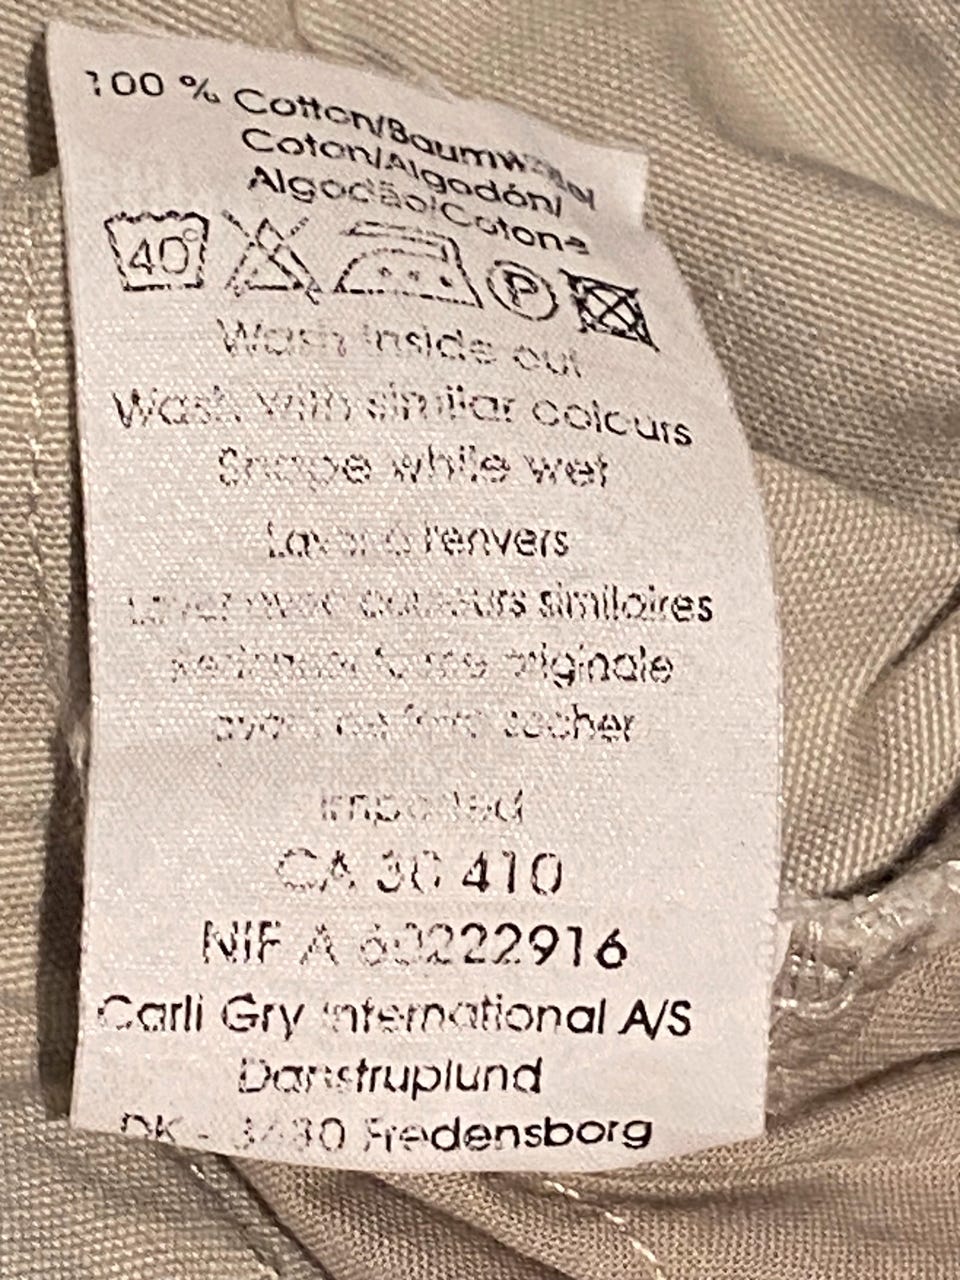 100 % Cotton/Baumwolle/
Coton/Algodón/
Algodão/Cotone
40° P
Wash inside out
Wash with similar colours
Shape while wet
Laver à l'envers
Laver avec couleurs similaires
forme originale
avant de faire sécher
Imported
CA 30 410
NIF A 60222916
Carli Gry International A/S
Danstruplund
DK - 3480 Fredensborg